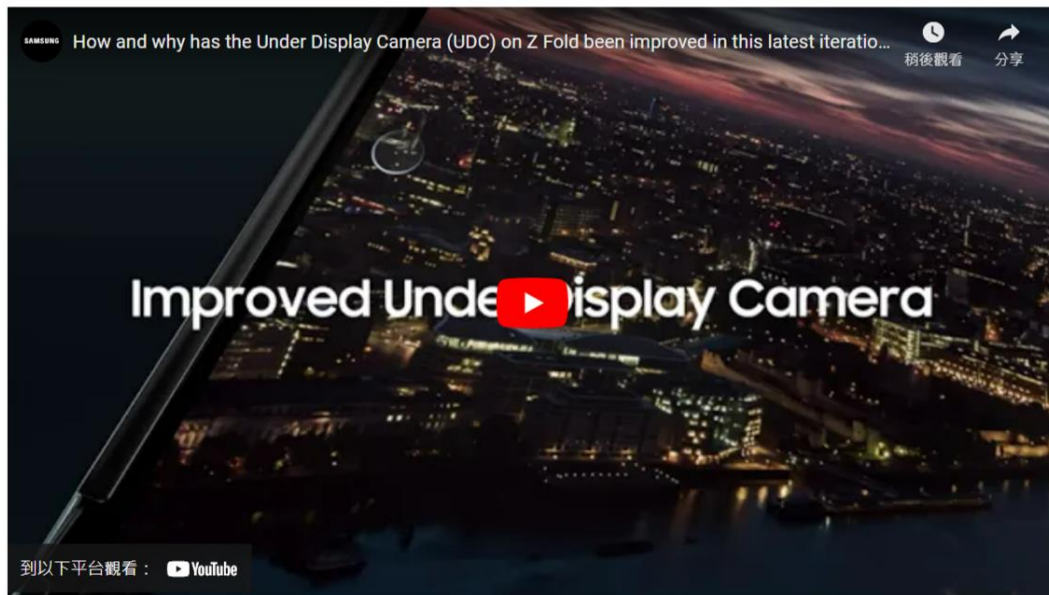 SAMSUNG
How and why has the Under Display Camera (UDC) on Z Fold been improved in this latest iteratio...
稍後觀看
分享
Improved Unde Display Camera
到以下平台觀看：
YouTube